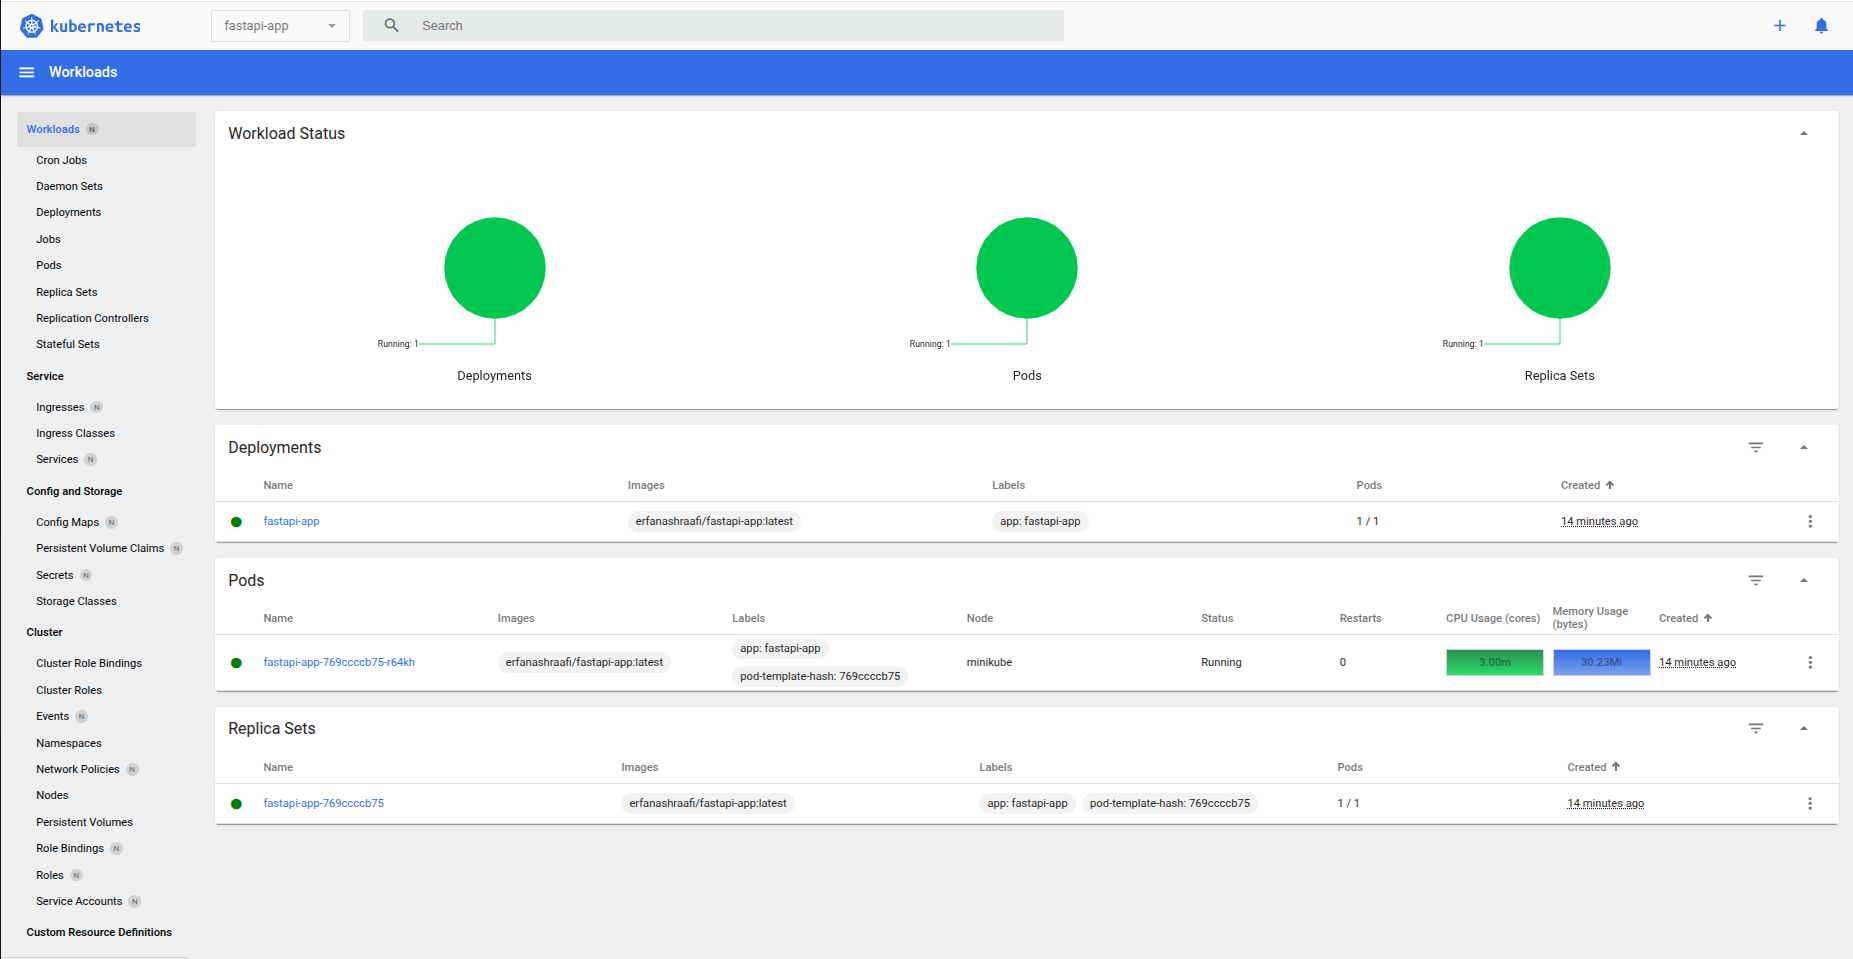 kubernetes
fastapi-app
Search
Workloads
Workloads N
Cron Jobs
Daemon Sets
Deployments
Jobs
Pods
Replica Sets
Replication Controllers
Stateful Sets
Service
Ingresses N
Ingress Classes
Services N
Config and Storage
Config Maps N
Persistent Volume Claims N
Secrets N
Storage Classes
Cluster
Cluster Role Bindings
Cluster Roles
Events N
Namespaces
Network Policies N
Nodes
Persistent Volumes
Role Bindings N
Roles N
Service Accounts N
Custom Resource Definitions
Workload Status
Running: 1
Deployments
Running: 1
Pods
Running: 1
Replica Sets
Deployments
Name Images Labels Pods Created
fastapi-app erfanashraafi/fastapi-app:latest app: fastapi-app 1 / 1 14 minutes ago
Pods
Name Images Labels Node Status Restarts CPU Usage (cores) Memory Usage (bytes) Created
fastapi-app-769ccccb75-r64kh erfanashraafi/fastapi-app:latest app: fastapi-app pod-template-hash: 769ccccb75 minikube Running 0 3.00m 30.23Mi 14 minutes ago
Replica Sets
Name Images Labels Pods Created
fastapi-app-769ccccb75 erfanashraafi/fastapi-app:latest app: fastapi-app pod-template-hash: 769ccccb75 1 / 1 14 minutes ago